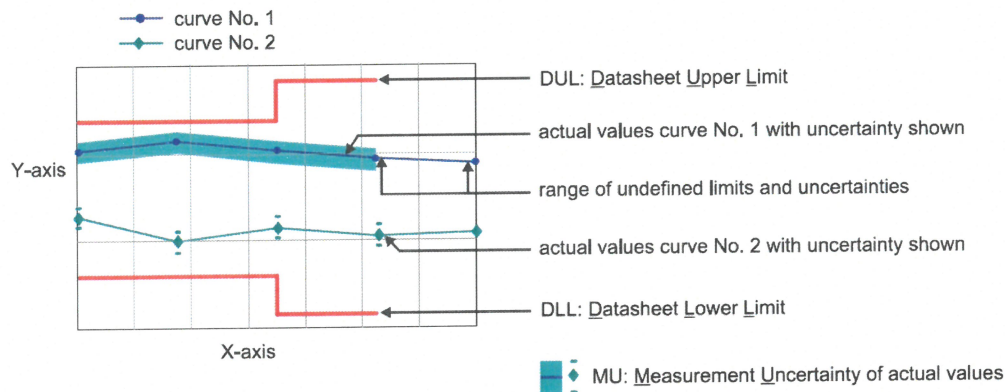 curve No. 1
curve No. 2
DUL: Datasheet Upper Limit
actual values curve No. 1 with uncertainty shown
Y-axis
range of undefined limits and uncertainties
actual values curve No. 2 with uncertainty shown
DLL: Datasheet Lower Limit
X-axis
MU: Measurement Uncertainty of actual values